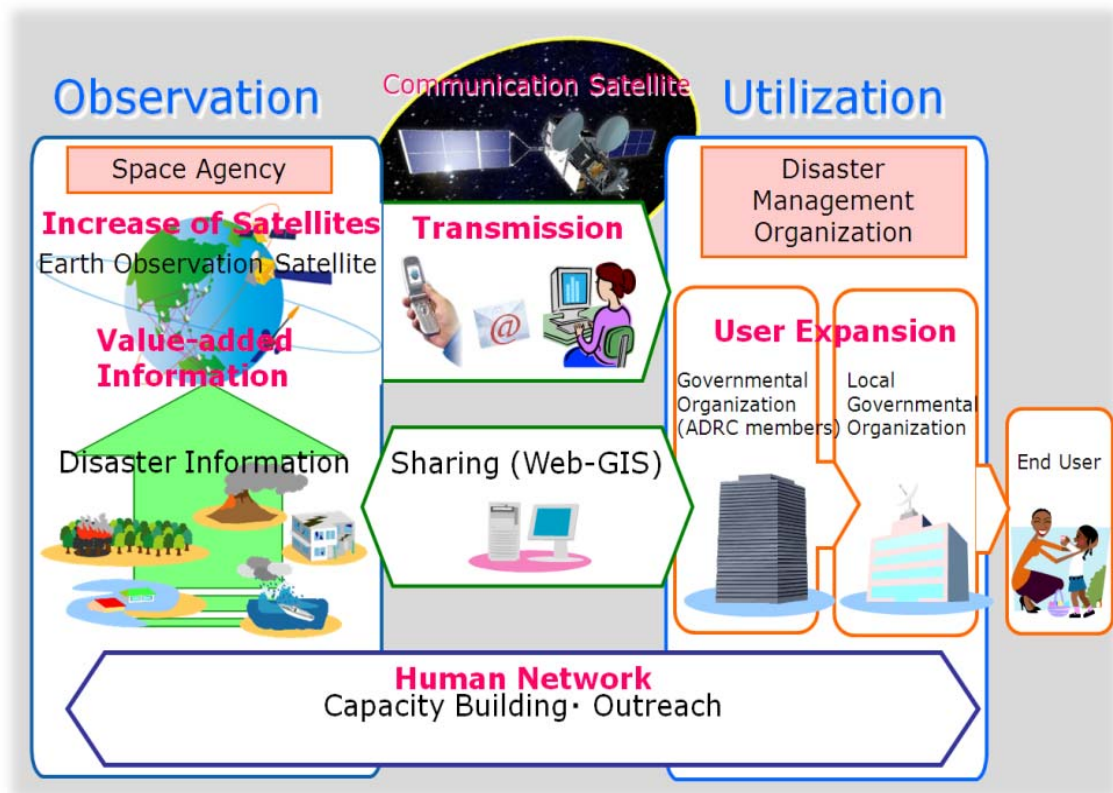 Observation
Communication Satellite
Utilization
Space Agency
Increase of Satellites
Earth Observation Satellite
Value-added
Information
Disaster Information
Transmission
@
Sharing (Web-GIS)
Disaster
Management
Organization
User Expansion
Governmental
Organization
(ADRC members)
Local
Governmental
Organization
End User
Human Network
Capacity Building・ Outreach